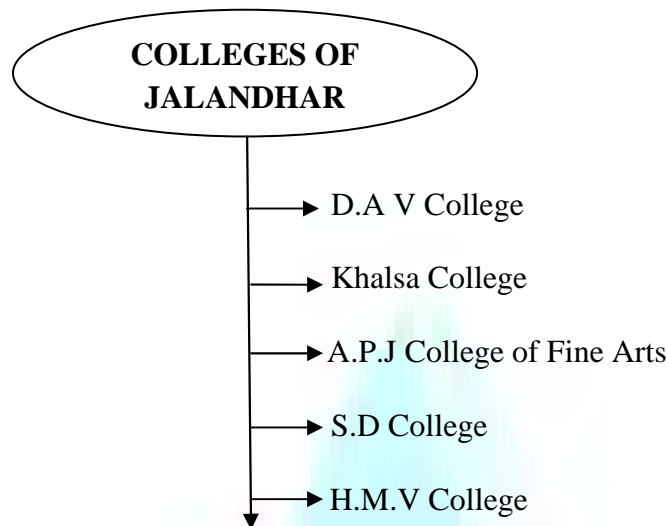 COLLEGES OF
JALANDHAR
D.A V College
Khalsa College
A.P.J College of Fine Arts
S.D College
H.M.V College